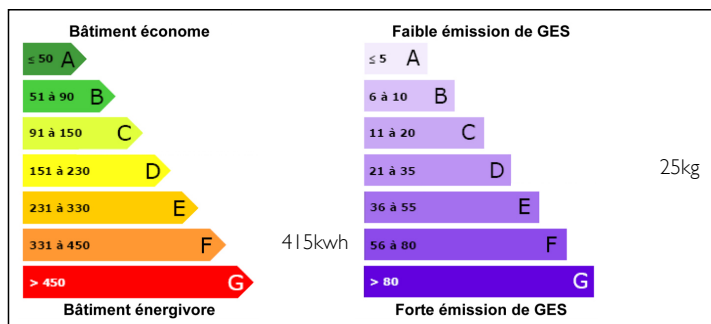 Bâtiment économe
≤ 50 A
51 à 90 B
91 à 150 C
151 à 230 D
231 à 330 E
331 à 450 F
415kwh
> 450 G
Bâtiment énergivore
Faible émission de GES
≤ 5 A
6 à 10 B
11 à 20 C
21 à 35 D
25kg
36 à 55 E
56 à 80 F
> 80 G
Forte émission de GES